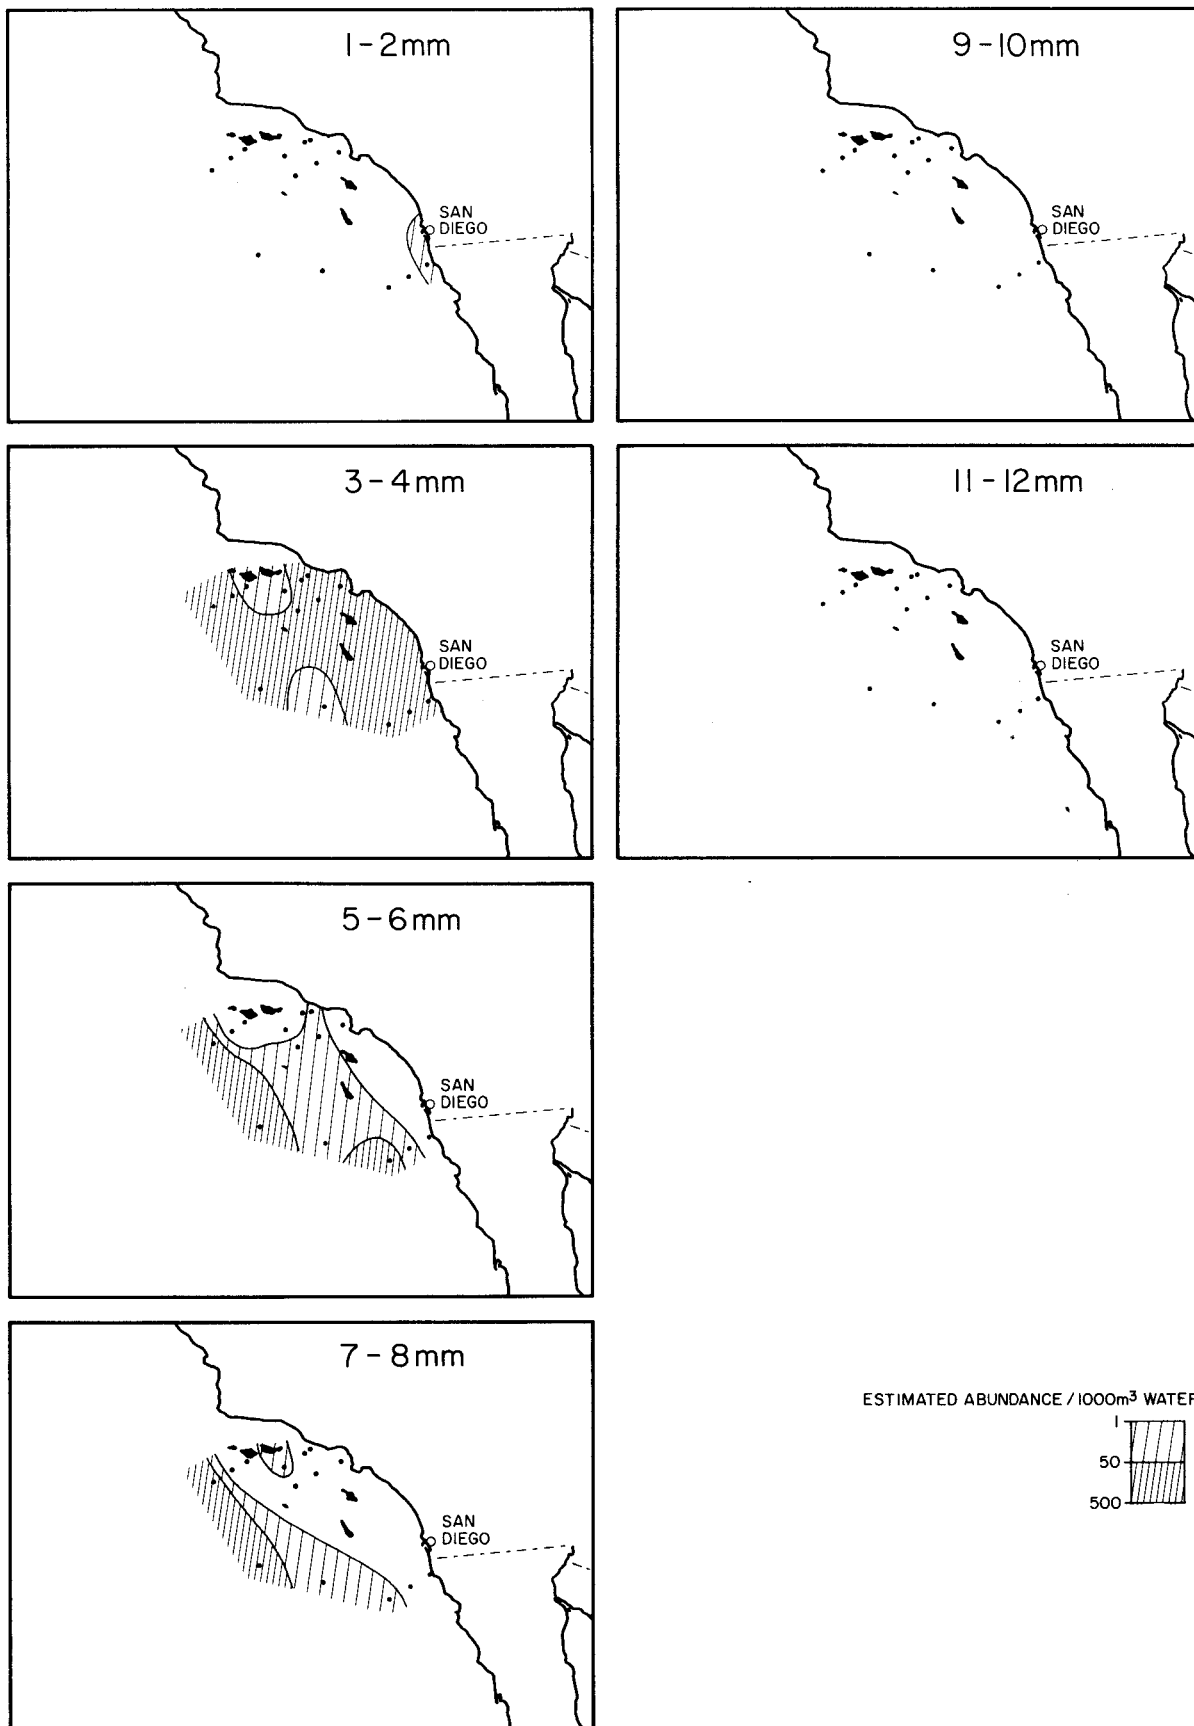 1-2mm
SAN
DIEGO
9-10mm
SAN
DIEGO
3-4mm
SAN
DIEGO
11-12mm
SAN
DIEGO
5-6mm
SAN
DIEGO
7-8mm
SAN
DIEGO
ESTIMATED ABUNDANCE/1000m³ WATER
1
50
500